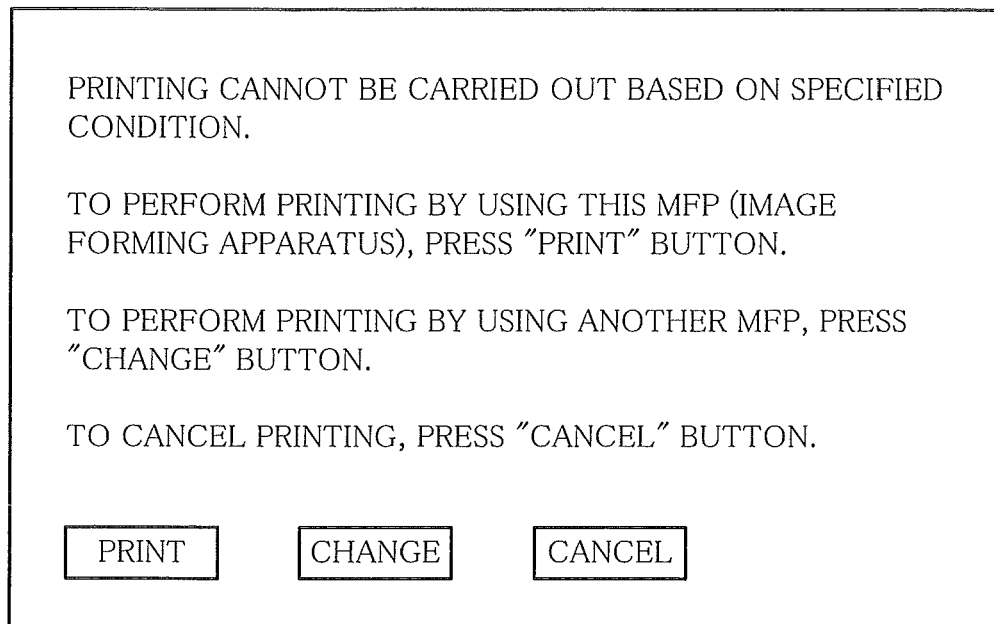 PRINTING CANNOT BE CARRIED OUT BASED ON SPECIFIED
CONDITION.
TO PERFORM PRINTING BY USING THIS MFP (IMAGE
FORMING APPARATUS), PRESS "PRINT" BUTTON.
TO PERFORM PRINTING BY USING ANOTHER MFP, PRESS
"CHANGE" BUTTON.
TO CANCEL PRINTING, PRESS "CANCEL" BUTTON.
PRINT CHANGE CANCEL